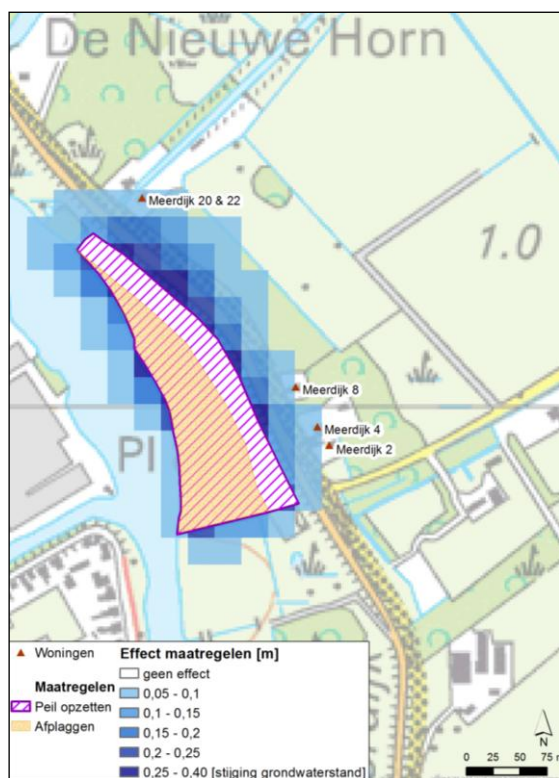 De Nieuwe Horn
Meerdijk 20 & 22
1.0
Meerdijk 8
Meerdijk 4
Meerdijk 2
Pl
Woningen
Maatregelen
Peil opzetten
Afplaggen
Effect maatregelen [m]
geen effect
0,05 - 0,1
0,1 - 0,15
0,15 - 0,2
0,2 - 0,25
0,25 - 0,40 [stijging grondwaterstand]
N
0 25 50 75
m